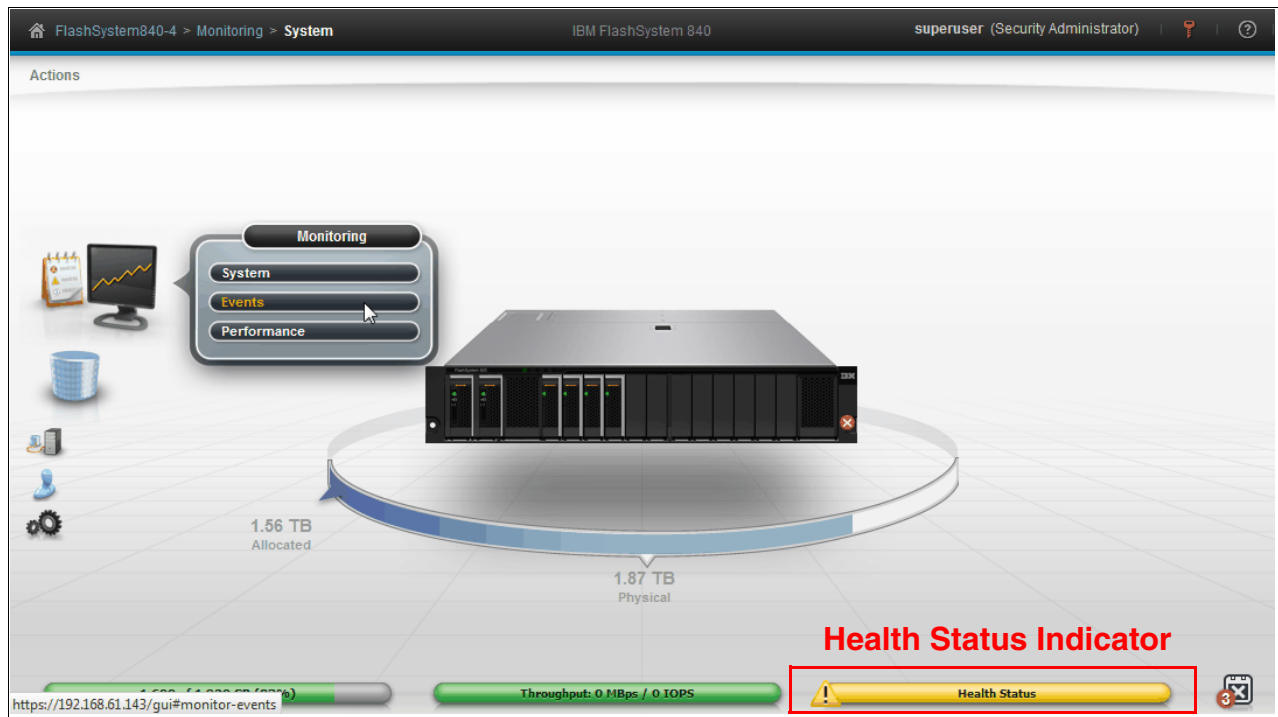 FlashSystem840-4 > Monitoring > System
IBM FlashSystem 840
superuser (Security Administrator)
Actions
Monitoring
System
Events
Performance
IBM
1.56 TB
Allocated
1.87 TB
Physical
Health Status Indicator
Throughput: 0 MBps / 0 IOPS
Health Status
3
https://192.168.61.143/gui#monitor-events